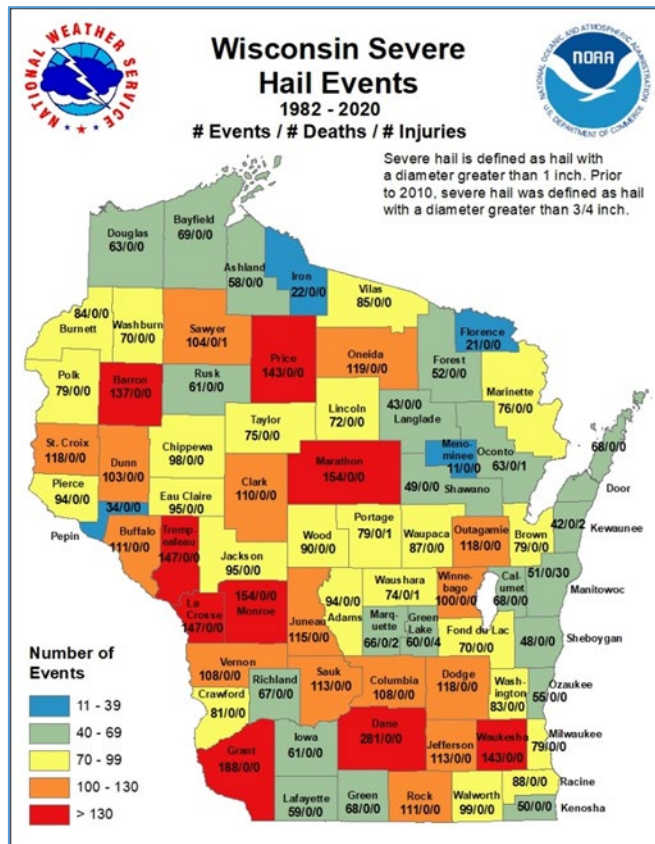 NATIONAL WEATHER SERVICE
Wisconsin Severe
Hail Events
1982 - 2020
# Events / # Deaths / # Injuries
NATIONAL OCEANIC AND ATMOSPHERIC ADMINISTRATION
NOAA
U.S. DEPARTMENT OF COMMERCE
Severe hail is defined as hail with
a diameter greater than 1 inch. Prior
to 2010, severe hail was defined as hail
with a diameter greater than 3/4 inch.
Douglas
63/0/0
Bayfield
69/0/0
Ashland
58/0/0
Iron
22/0/0
Vilas
85/0/0
84/0/0
Burnett
Washburn
70/0/0
Sawyer
104/0/1
Price
143/0/0
Oneida
119/0/0
Forest
52/0/0
Florence
21/0/0
Marinette
76/0/0
Polk
79/0/0
Barron
137/0/0
Rusk
61/0/0
Taylor
75/0/0
Lincoln
72/0/0
43/0/0
Langlade
Meno-
minee
11/0/0
Oconto
63/0/1
68/0/0
Door
St. Croix
118/0/0
Dunn
103/0/0
Chippewa
98/0/0
Clark
110/0/0
Marathon
154/0/0
49/0/0
Shawano
Pierce
94/0/0
34/0/0
Pepin
Eau Claire
95/0/0
Buffalo
111/0/0
Tremp-
ealeau
147/0/0
Jackson
95/0/0
Wood
90/0/0
Portage
79/0/1
Waupaca
87/0/0
Outagamie
118/0/0
Brown
79/0/0
42/0/2
Kewaunee
La
Crosse
147/0/0
154/0/0
Monroe
Juneau
115/0/0
94/0/0
Adams
Waushara
74/0/1
Winne-
bago
100/0/0
Cal-
umet
68/0/0
51/0/30
Manitowoc
Marq-
uette
66/0/2
Green
Lake
60/0/4
Fond du Lac
70/0/0
48/0/0
Sheboygan
Vernon
108/0/0
Crawford
81/0/0
Richland
67/0/0
Sauk
113/0/0
Columbia
108/0/0
Dodge
118/0/0
Wash-
ington
83/0/0
Ozaukee
55/0/0
Grant
188/0/0
Iowa
61/0/0
Dane
281/0/0
Jefferson
113/0/0
Waukesha
143/0/0
Milwaukee
79/0/0
Lafayette
59/0/0
Green
68/0/0
Rock
111/0/0
Walworth
99/0/0
88/0/0
Racine
50/0/0
Kenosha
Number of
Events
11 - 39
40 - 69
70 - 99
100 - 130
> 130